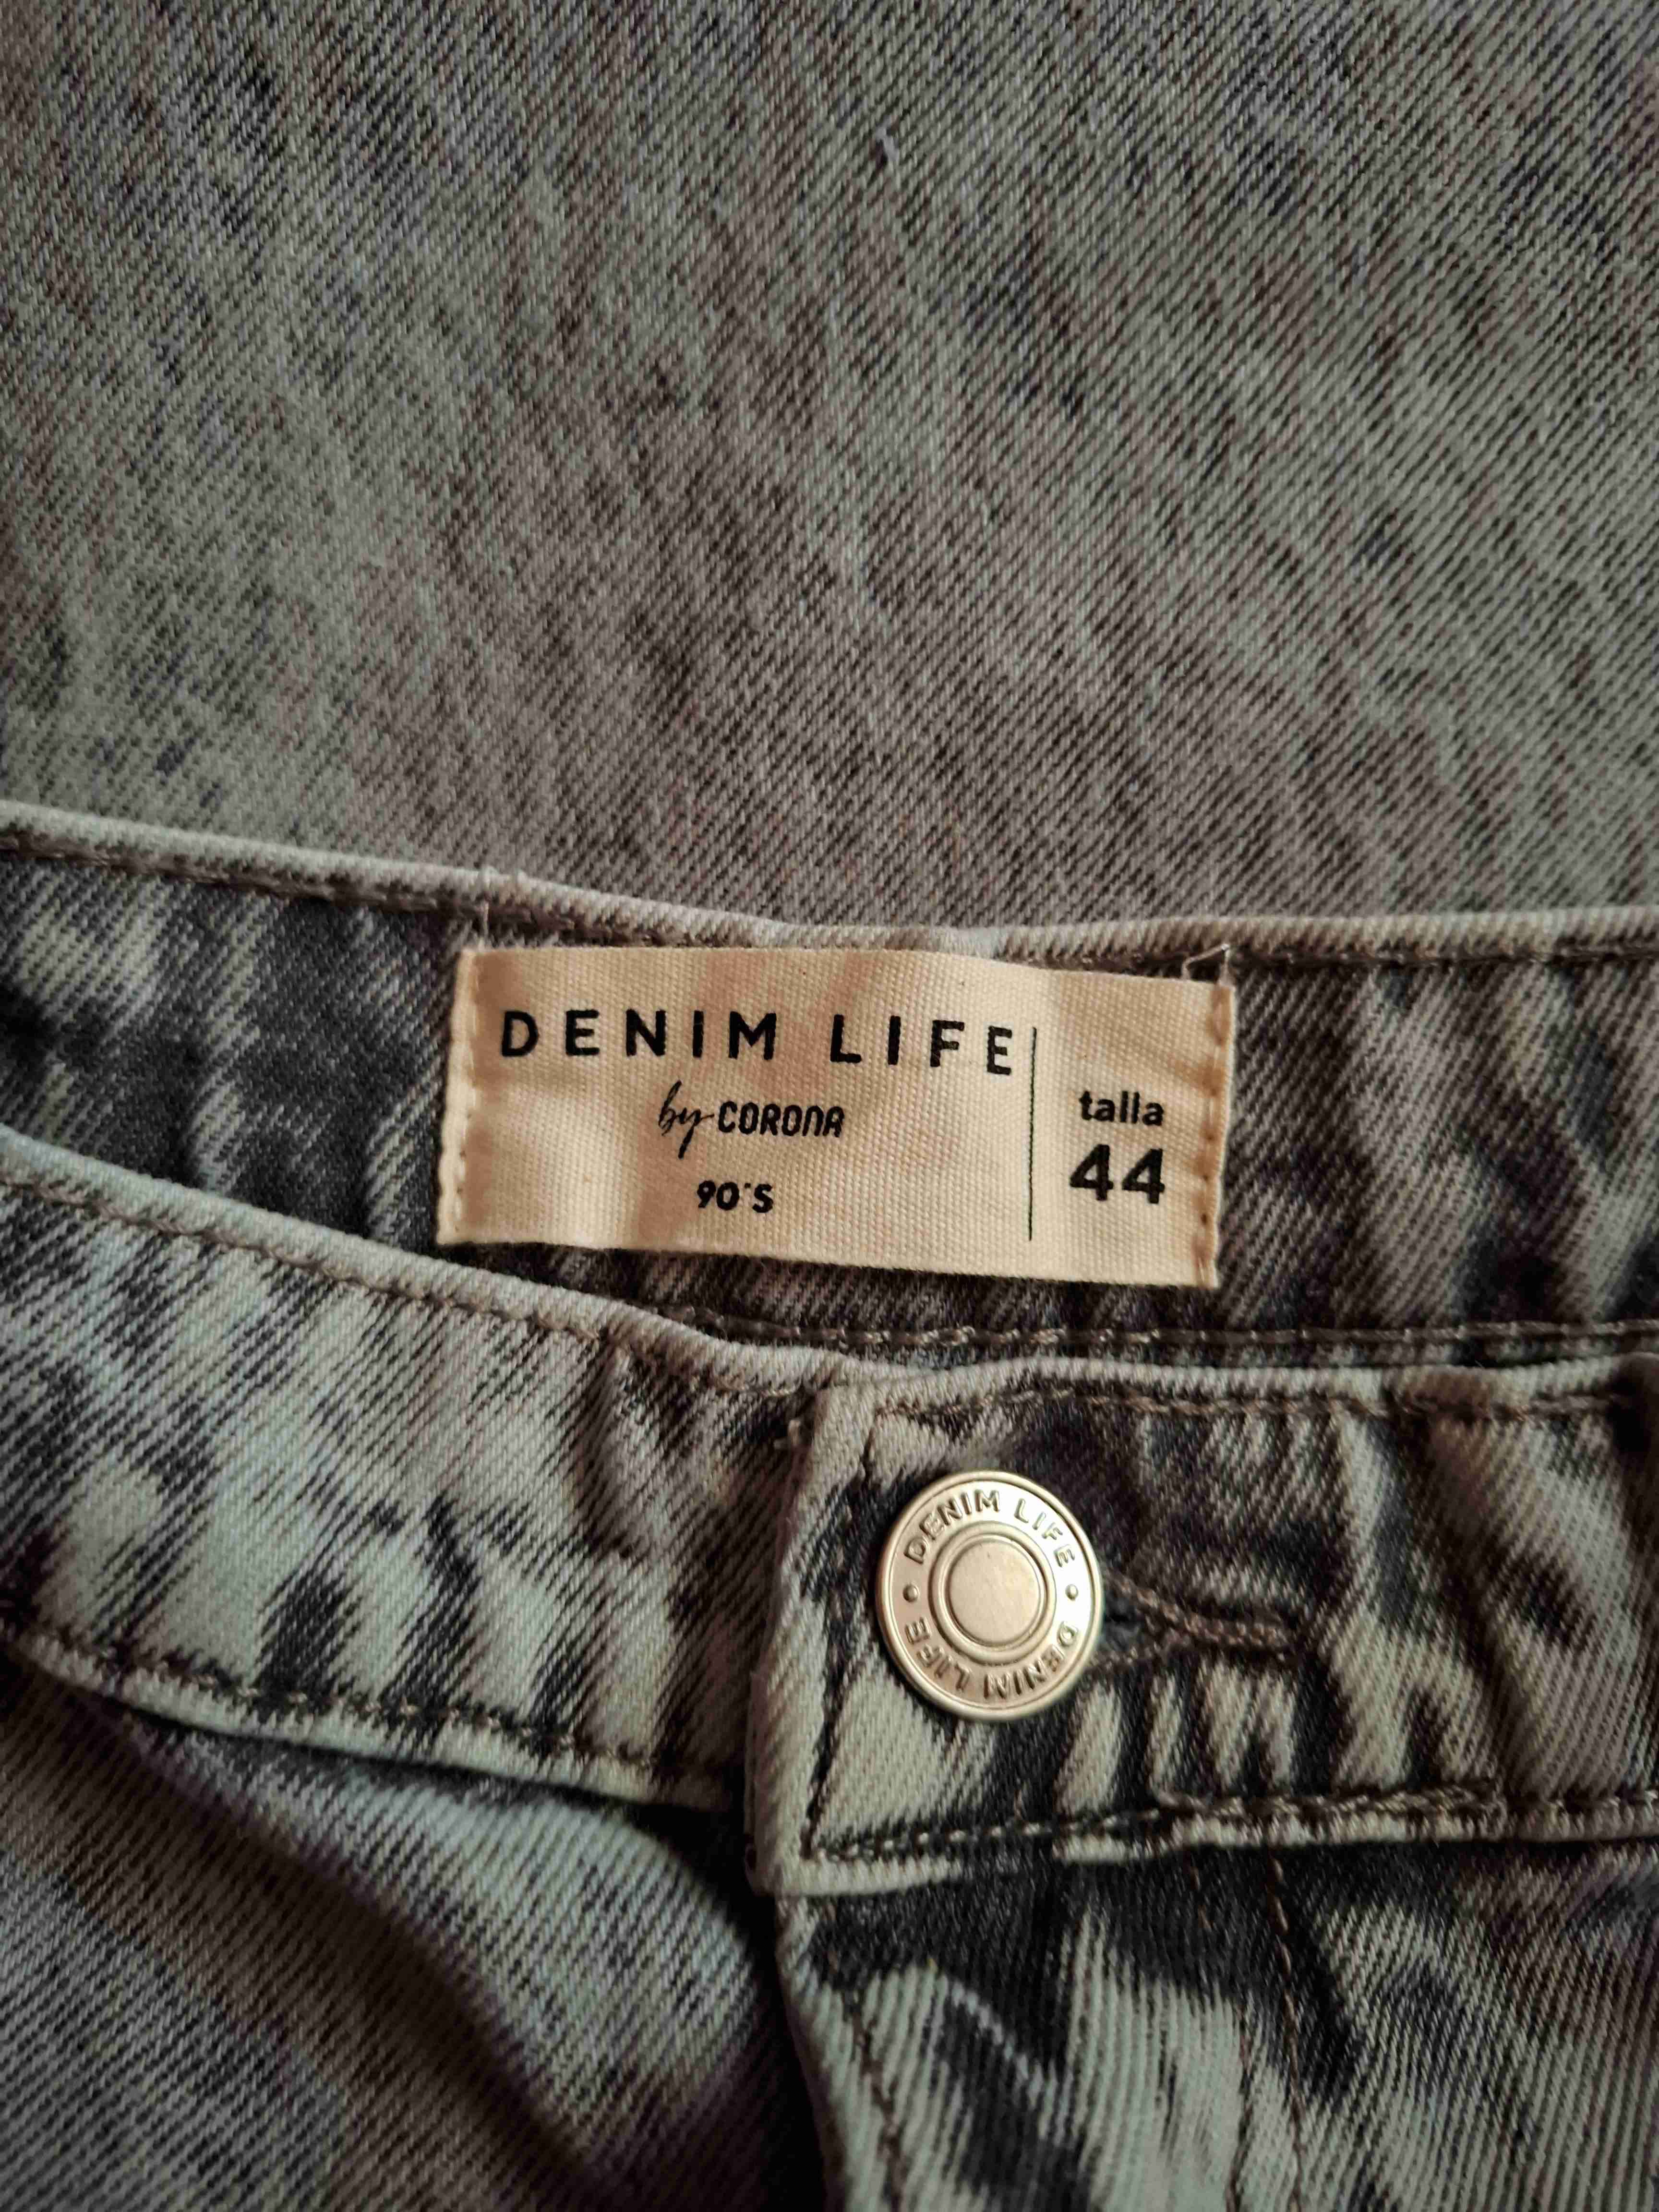 DENIM LIFE
by CORONA
90'S
talla
44
DENIM LIFE • DENIM LIFE •